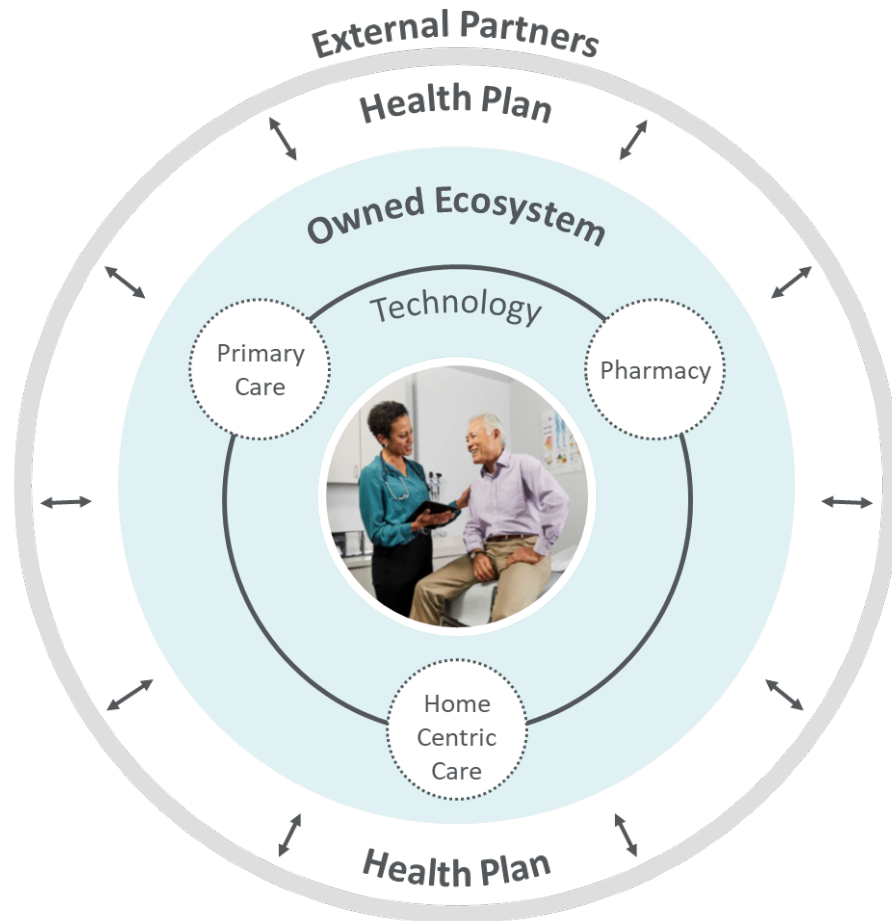 External Partners
Health Plan
Owned Ecosystem
Technology
Primary
Care
Pharmacy
Home
Centric
Care
Health Plan